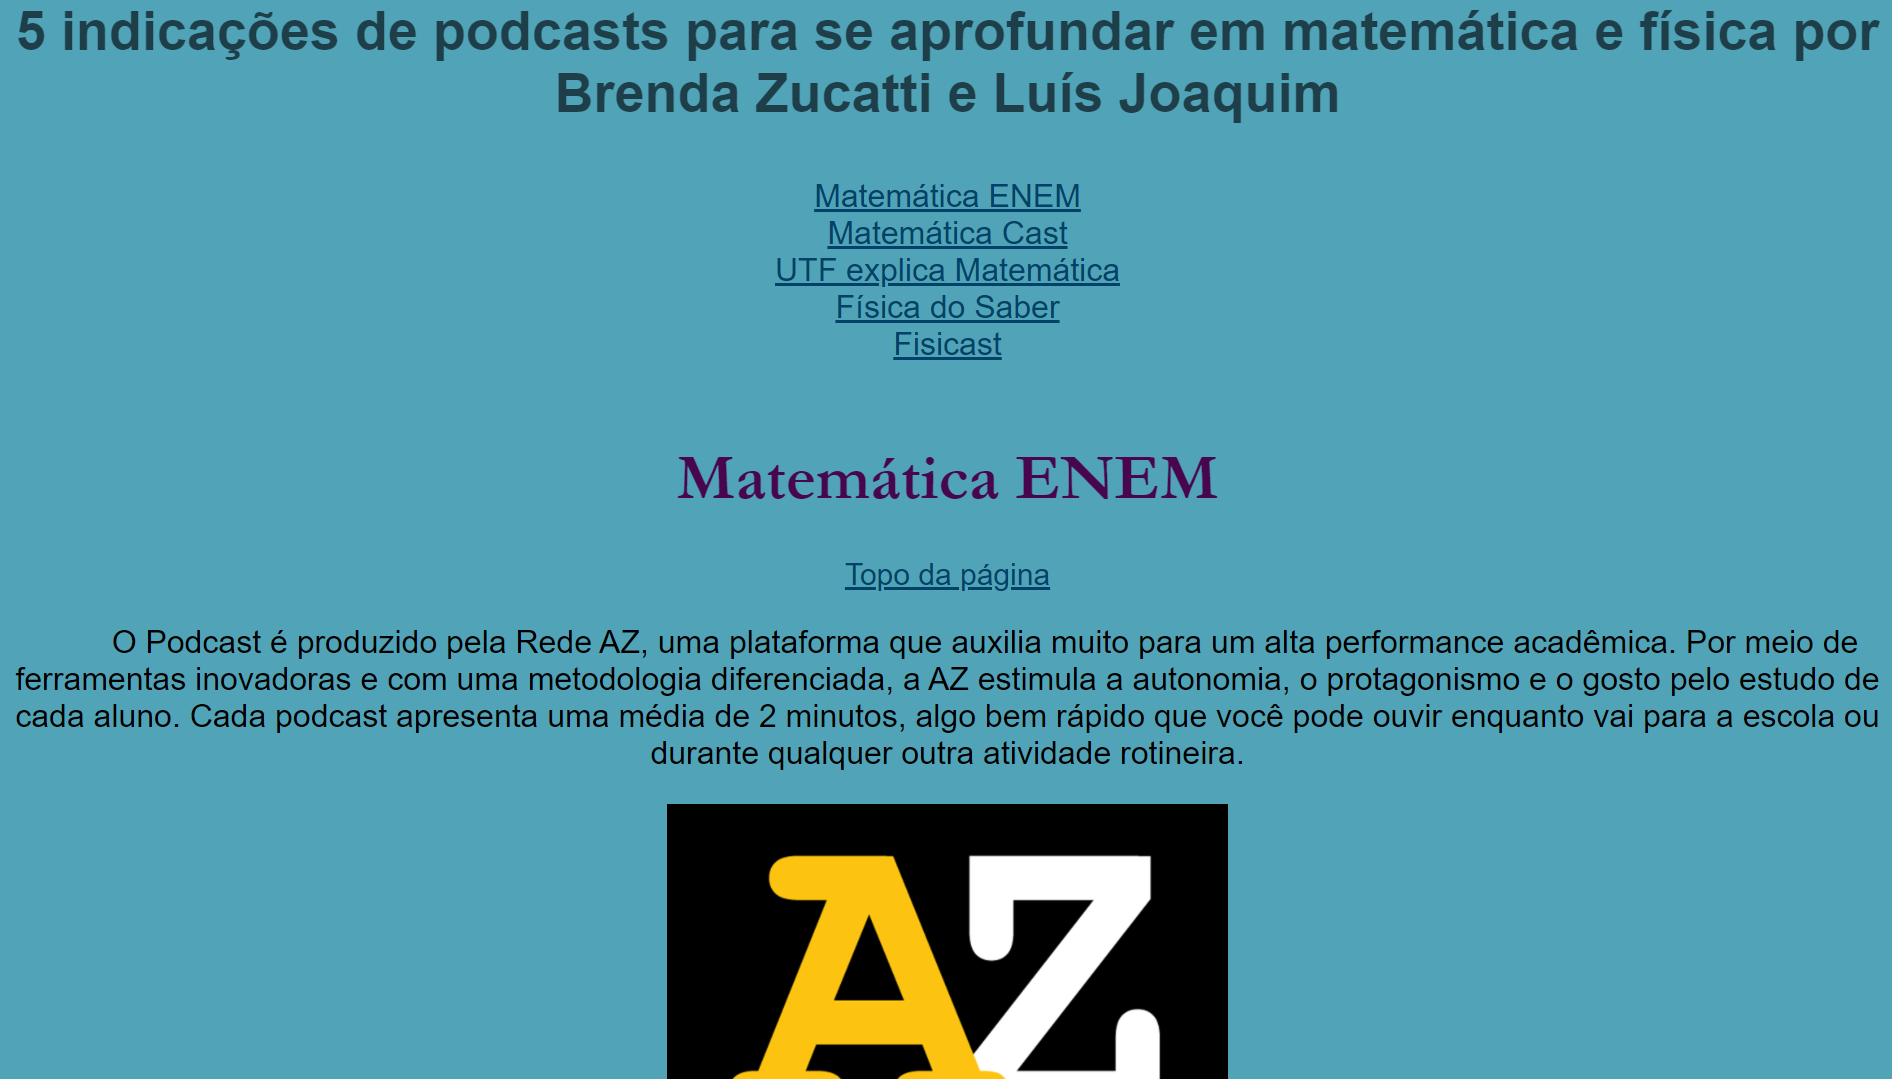 5 indicações de podcasts para se aprofundar em matemática e física por
Brenda Zucatti e Luís Joaquim
Matemática ENEM
Matemática Cast
UTF explica Matemática
Física do Saber
Fisicast
Matemática ENEM
Topo da página
O Podcast é produzido pela Rede AZ, uma plataforma que auxilia muito para um alta performance acadêmica. Por meio de
ferramentas inovadoras e com uma metodologia diferenciada, a AZ estimula a autonomia, o protagonismo e o gosto pelo estudo de
cada aluno. Cada podcast apresenta uma média de 2 minutos, algo bem rápido que você pode ouvir enquanto vai para a escola ou
durante qualquer outra atividade rotineira.
AZ